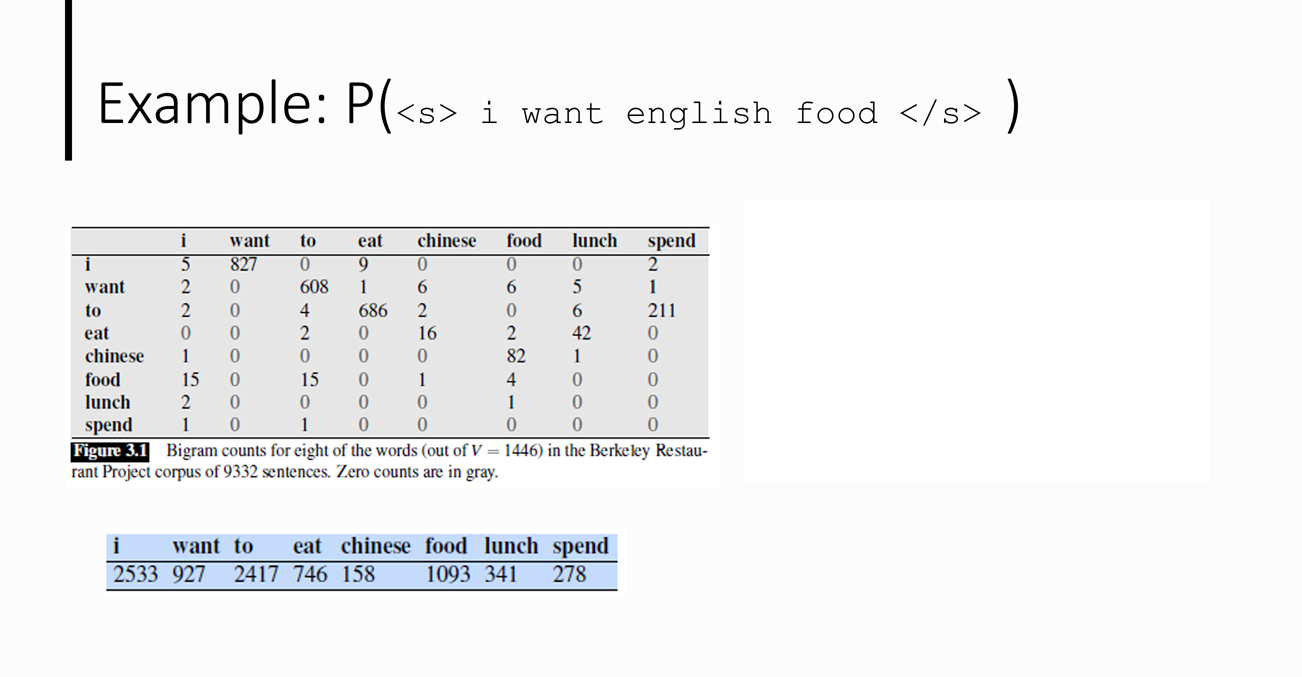 Example: P(<s> i want english food </s> )
i want to eat chinese food lunch spend
i 5 827 0 9 0 0 0 2
want 2 0 608 1 6 6 5 1
to 2 0 4 686 2 0 6 211
eat 0 0 2 0 16 2 42 0
chinese 1 0 0 0 0 82 1 0
food 15 0 15 0 1 4 0 0
lunch 2 0 0 0 0 1 0 0
spend 1 0 1 0 0 0 0 0
Figure 3.1 Bigram counts for eight of the words (out of V = 1446) in the Berkeley Restau-
rant Project corpus of 9332 sentences. Zero counts are in gray.
i want to eat chinese food lunch spend
2533 927 2417 746 158 1093 341 278